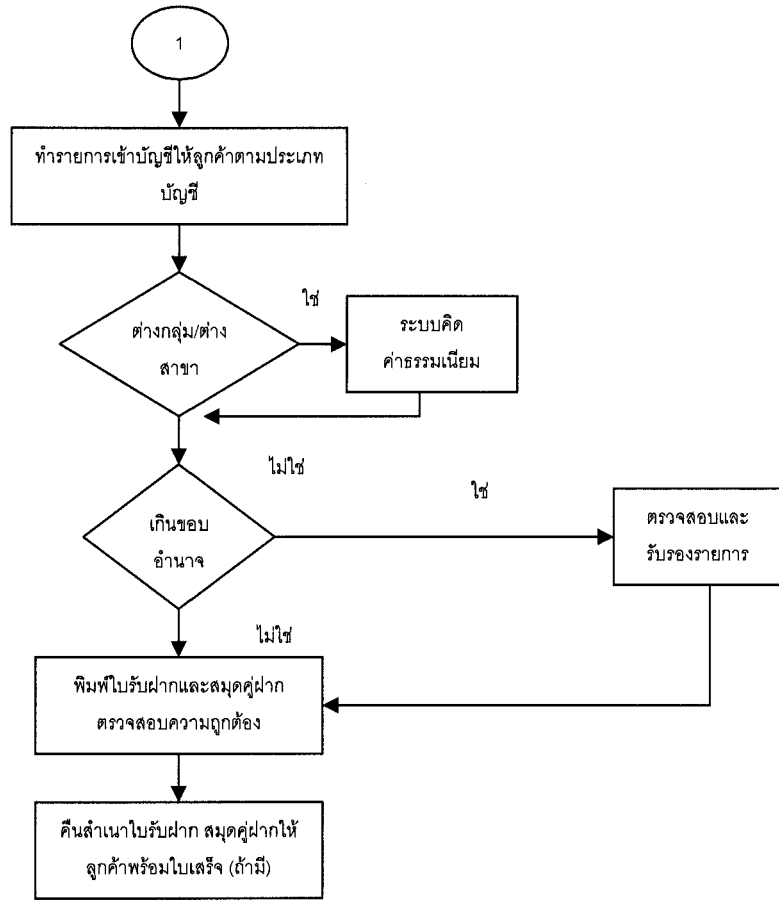 1
ทำรายการเข้าบัญชีให้ลูกค้าตามประเภท
บัญชี
ต่างกลุ่ม/ต่าง
สาขา
ใช่
ระบบคิด
ค่าธรรมเนียม
ไม่ใช่
เกินขอบ
อำนาจ
ใช่
ตรวจสอบและ
รับรองรายการ
ไม่ใช่
พิมพ์ใบรับฝากและสมุดคู่ฝาก
ตรวจสอบความถูกต้อง
คืนสำเนาใบรับฝาก สมุดคู่ฝากให้
ลูกค้าพร้อมใบเสร็จ (ถ้ามี)